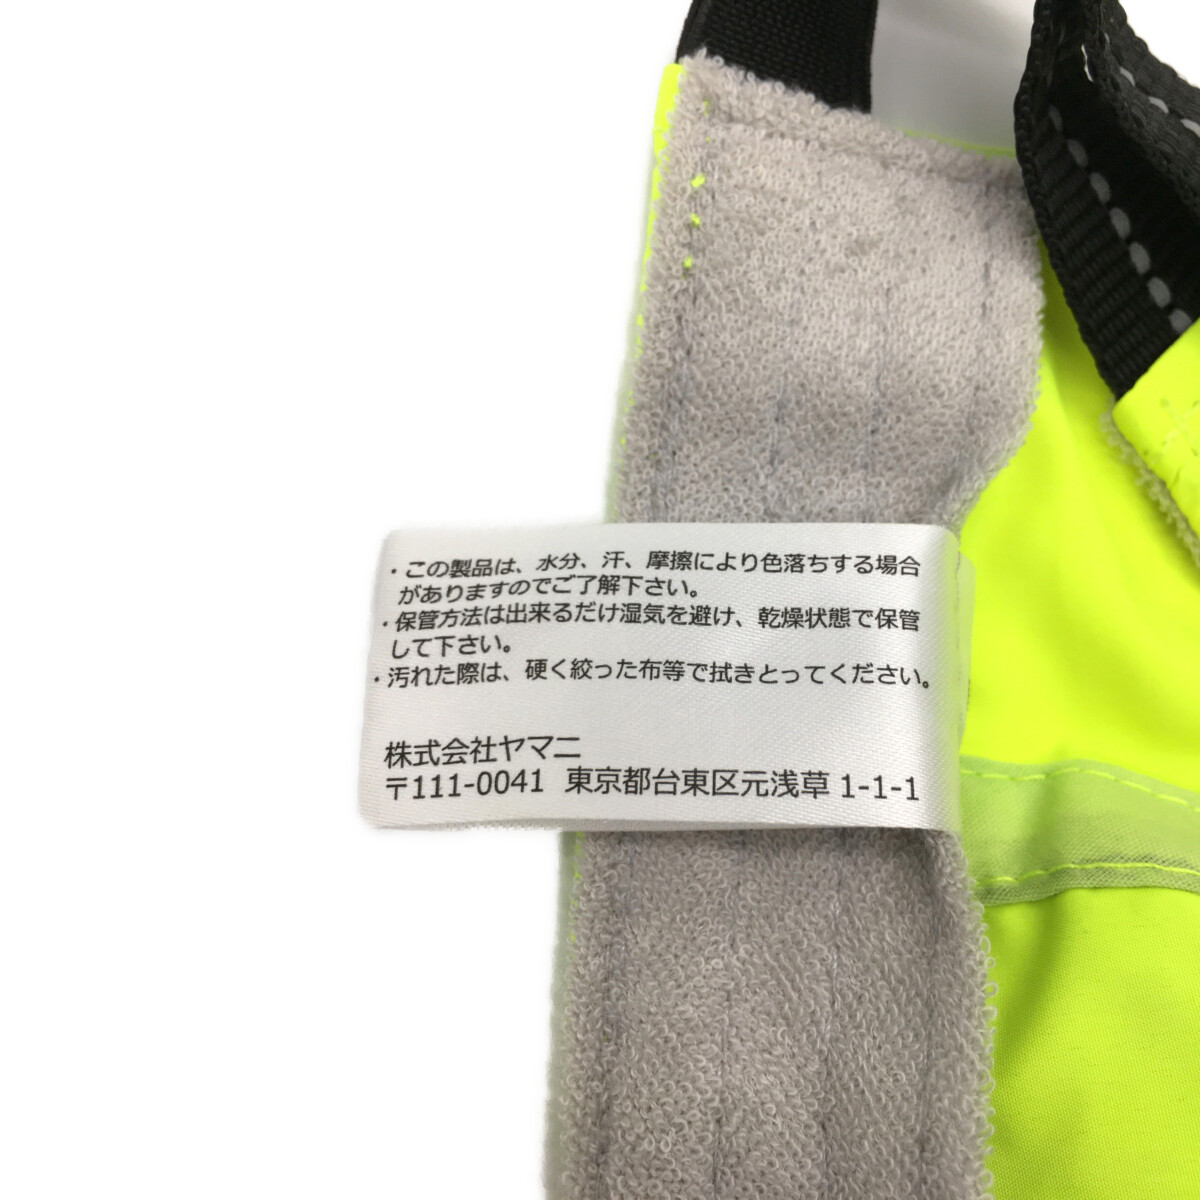 ・この製品は、水分、汗、摩擦により色落ちする場合
がありますのでご了解下さい。
・保管方法は出来るだけ湿気を避け、乾燥状態で保管
して下さい。
・汚れた際は、硬く絞った布等で拭きとってください。
株式会社ヤマニ
〒111-0041 東京都台東区元浅草 1-1-1